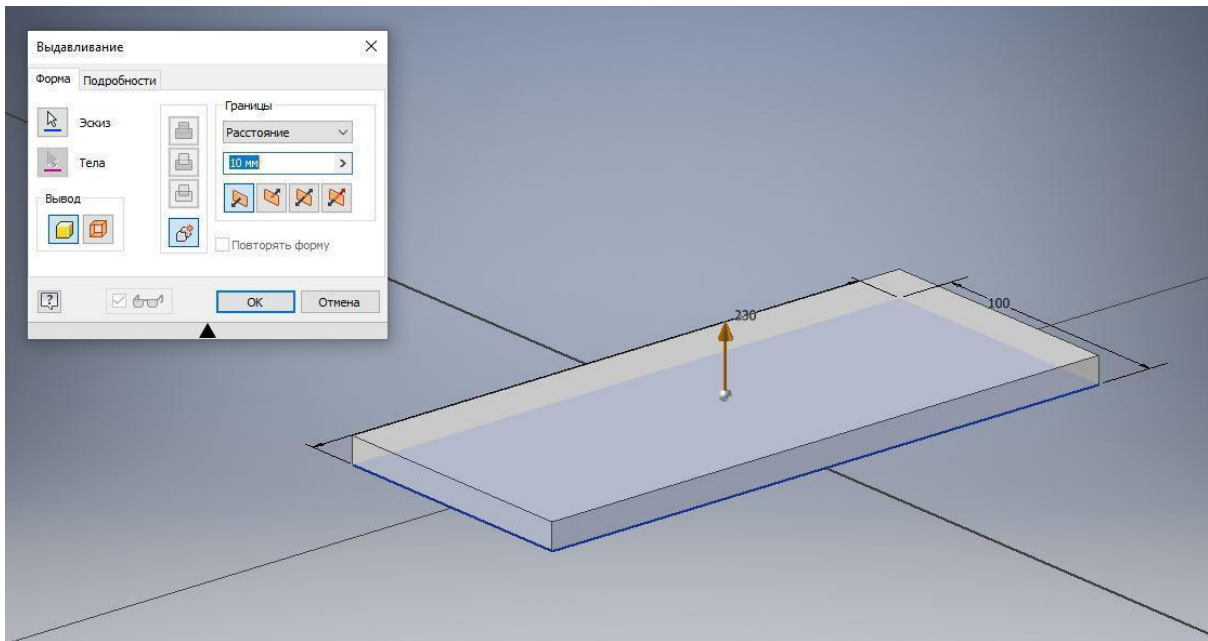 Выдавливание
Форма Подробности
Эскиз
Тела
Вывод
Границы
Расстояние
10 мм
Повторять форму
ОК Отмена
230
100